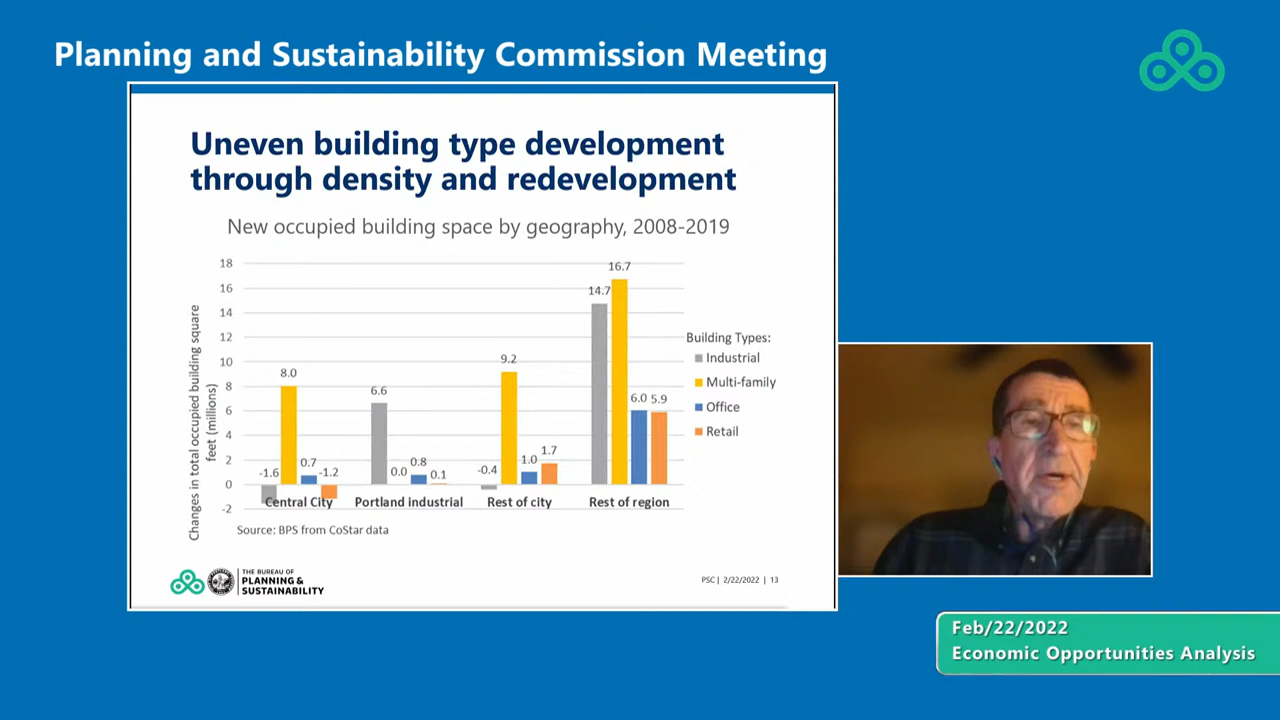 Planning and Sustainability Commission Meeting
Uneven building type development
through density and redevelopment
New occupied building space by geography, 2008-2019
Changes in total occupied building square
feet (millions)
18
16
14
12
10
8
6
4
2
0
-2
-1.6
8.0
0.7
-1.2
6.6
0.0
0.8
0.1
-0.4
9.2
1.0
1.7
14.7
16.7
6.0
5.9
Central City
Portland industrial
Rest of city
Rest of region
Building Types:
Industrial
Multi-family
Office
Retail
Source: BPS from CoStar data
THE BUREAU OF
PLANNING &
SUSTAINABILITY
PSC | 2/22/2022 | 13
Feb/22/2022
Economic Opportunities Analysis